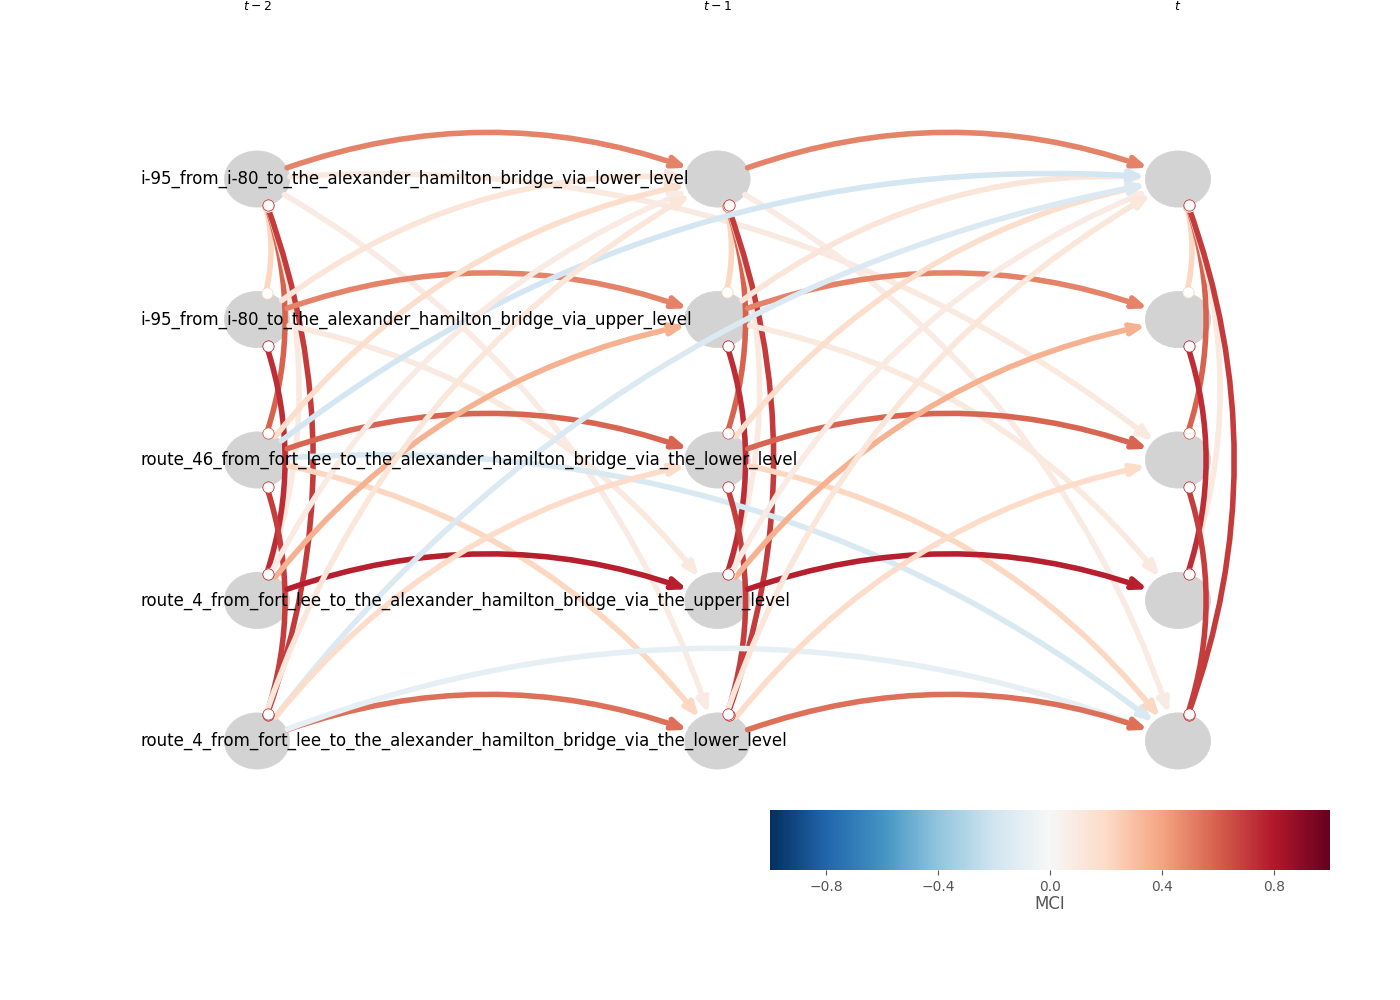 t − 2 t − 1 t
i-95_from_i-80_to_the_alexander_hamilton_bridge_via_lower_level
i-95_from_i-80_to_the_alexander_hamilton_bridge_via_upper_level
route_46_from_fort_lee_to_the_alexander_hamilton_bridge_via_the_lower_level
route_4_from_fort_lee_to_the_alexander_hamilton_bridge_via_the_upper_level
route_4_from_fort_lee_to_the_alexander_hamilton_bridge_via_the_lower_level
−0.8 −0.4 0.0 0.4 0.8
MCI